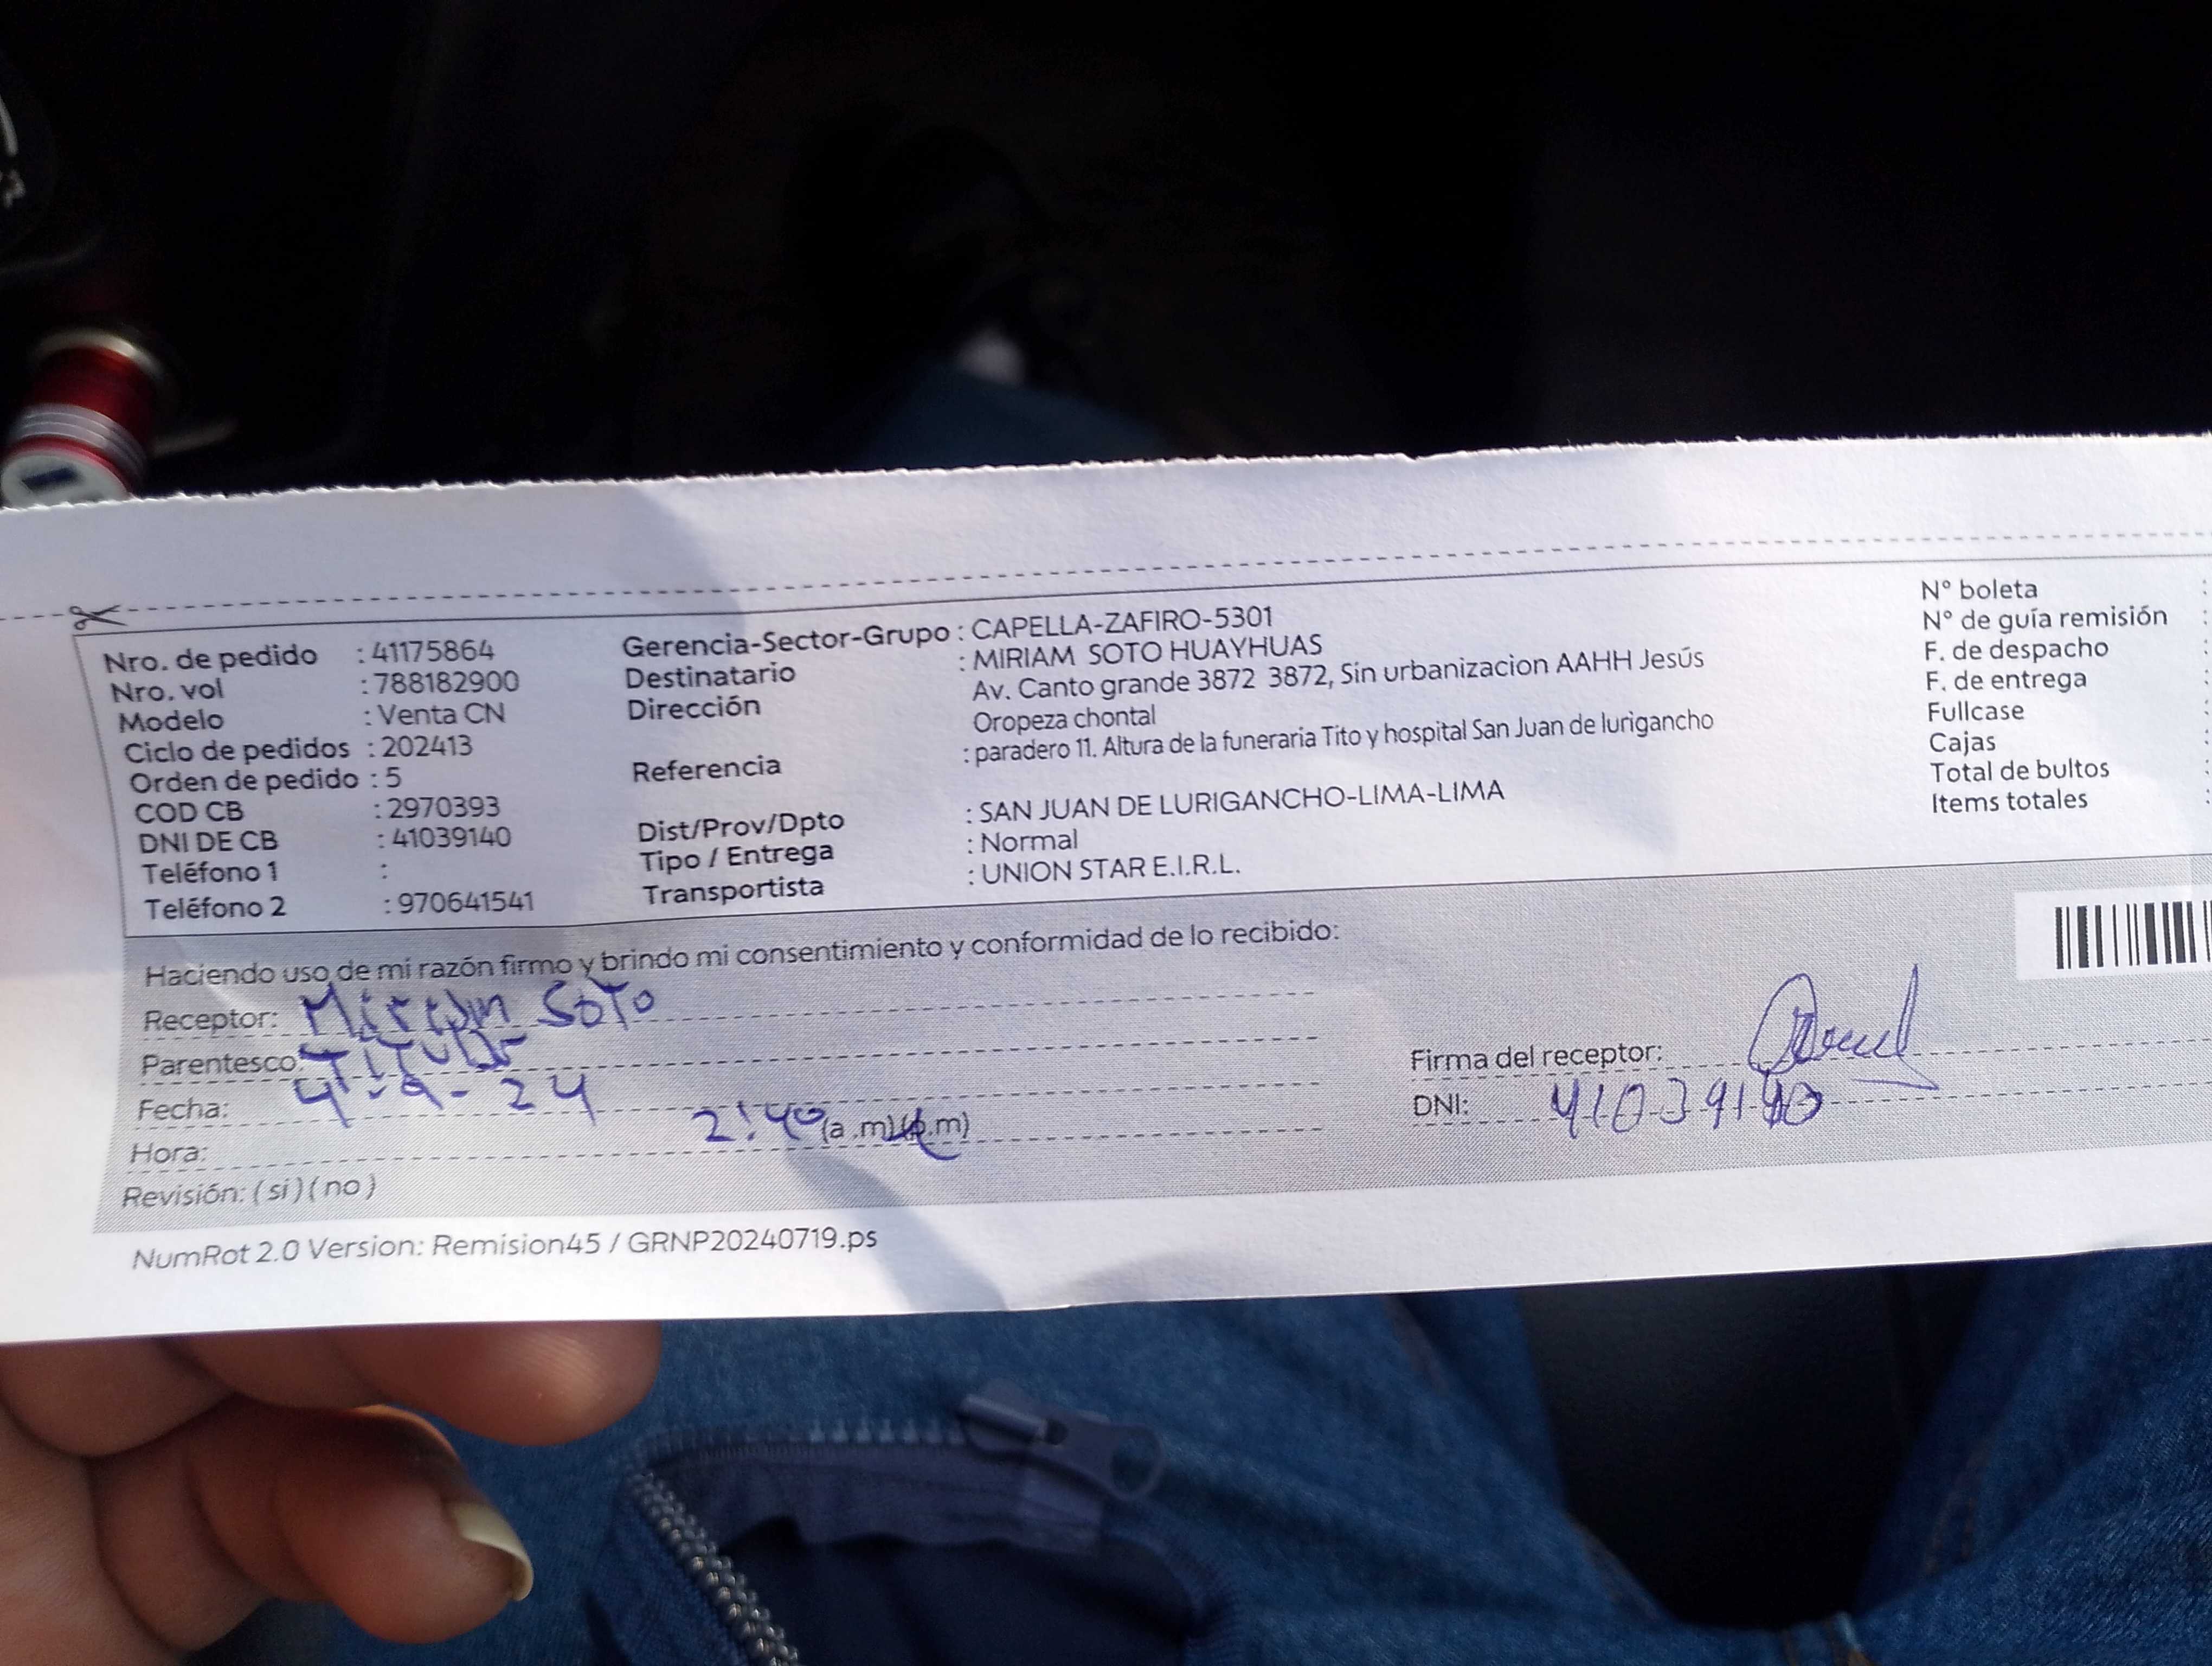 Nro. de pedido : 41175864
Nro. vol : 788182900
Modelo : Venta CN
Ciclo de pedidos : 202413
Orden de pedido : 5
COD CB : 2970393
DNI DE CB : 41039140
Teléfono 1 :
Teléfono 2 : 970641541
Gerencia-Sector-Grupo : CAPELLA-ZAFIRO-5301
Destinatario : MIRIAM SOTO HUAYHUAS
Dirección Av. Canto grande 3872 3872, Sin urbanizacion AAHH Jesús
Oropeza chontal
Referencia : paradero 11. Altura de la funeraria Tito y hospital San Juan de lurigancho
Dist/Prov/Dpto : SAN JUAN DE LURIGANCHO-LIMA-LIMA
Tipo / Entrega : Normal
Transportista : UNION STAR E.I.R.L.
N° boleta :
N° de guía remisión :
F. de despacho :
F. de entrega :
Fullcase :
Cajas :
Total de bultos :
Items totales :
Haciendo uso de mi razón firmo y brindo mi consentimiento y conformidad de lo recibido:
Receptor: Miriam Soto
Parentesco:
Fecha: 4-9-24
Hora: 2:40 (a.m) (p.m)
Revisión: (si) (no)
Firma del receptor:
DNI: 41039140
NumRot 2.0 Version: Remision45 / GRNP20240719.ps